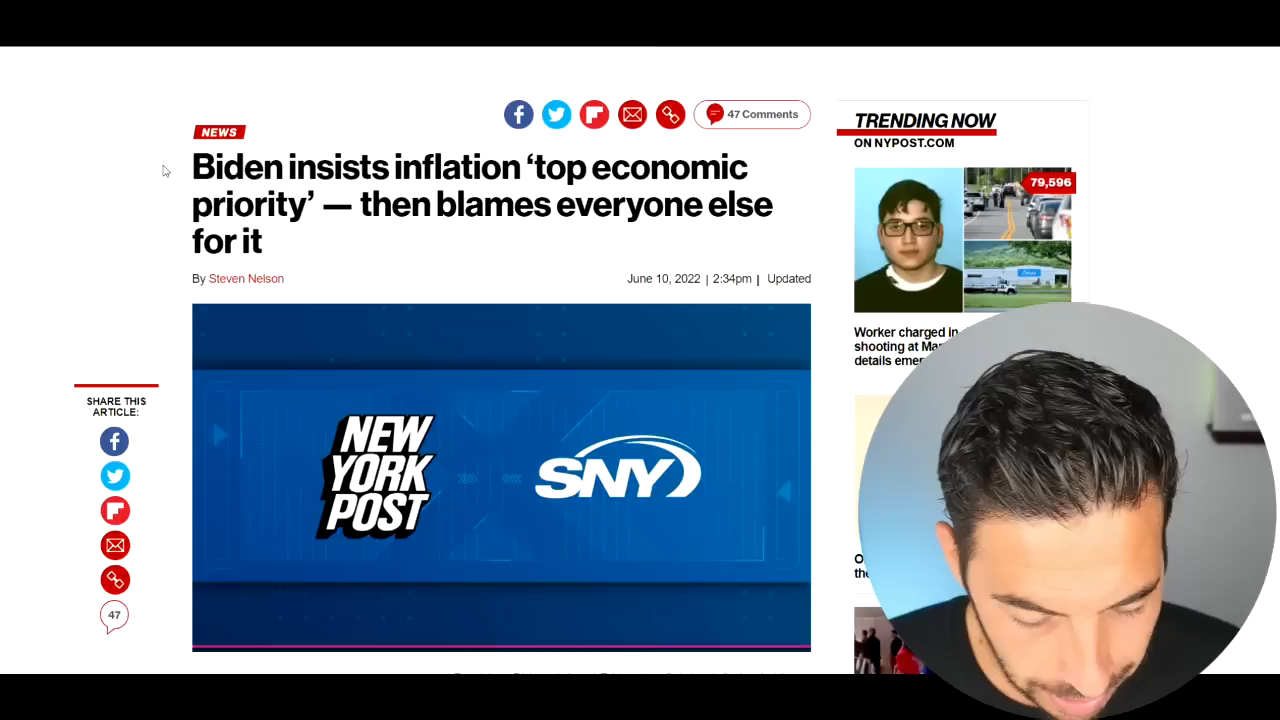 47 Comments
NEWS
Biden insists inflation ‘top economic
priority’ — then blames everyone else
for it
By Steven Nelson
June 10, 2022 | 2:34pm | Updated
SHARE THIS
ARTICLE:
47
NEW
YORK
POST
SNY
TRENDING NOW
ON NYPOST.COM
79,596
Worker charged in
shooting at
details